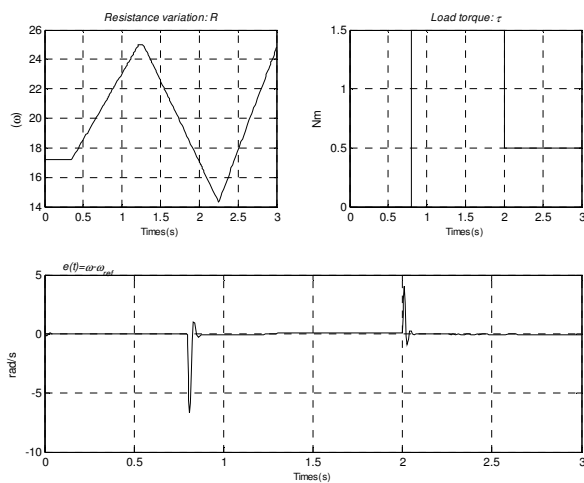 Resistance variation: R
26
24
22
20
18
16
14
(ω)
0 0.5 1 1.5 2 2.5 3
Times(s)
Load torque: τ
1.5
1
0.5
0
Nm
0 0.5 1 1.5 2 2.5 3
Times(s)
e(t)=ω-ωref
5
0
-5
-10
rad/s
0 0.5 1 1.5 2 2.5 3
Times(s)